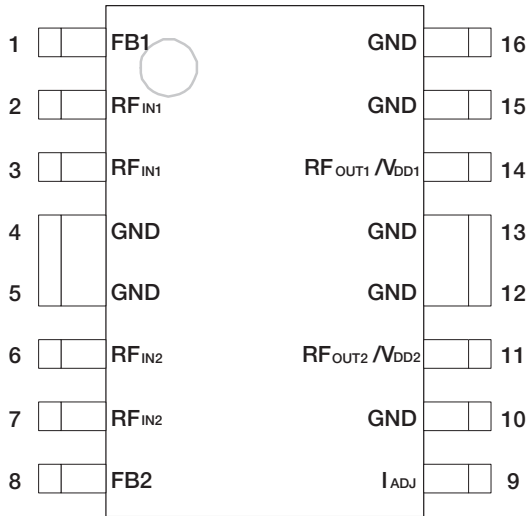 1 FB1 GND 16
2 RFIN1 GND 15
3 RFIN1 RFOUT1 /VDD1 14
4 GND GND 13
5 GND GND 12
6 RFIN2 RFOUT2 /VDD2 11
7 RFIN2 GND 10
8 FB2 IADJ 9